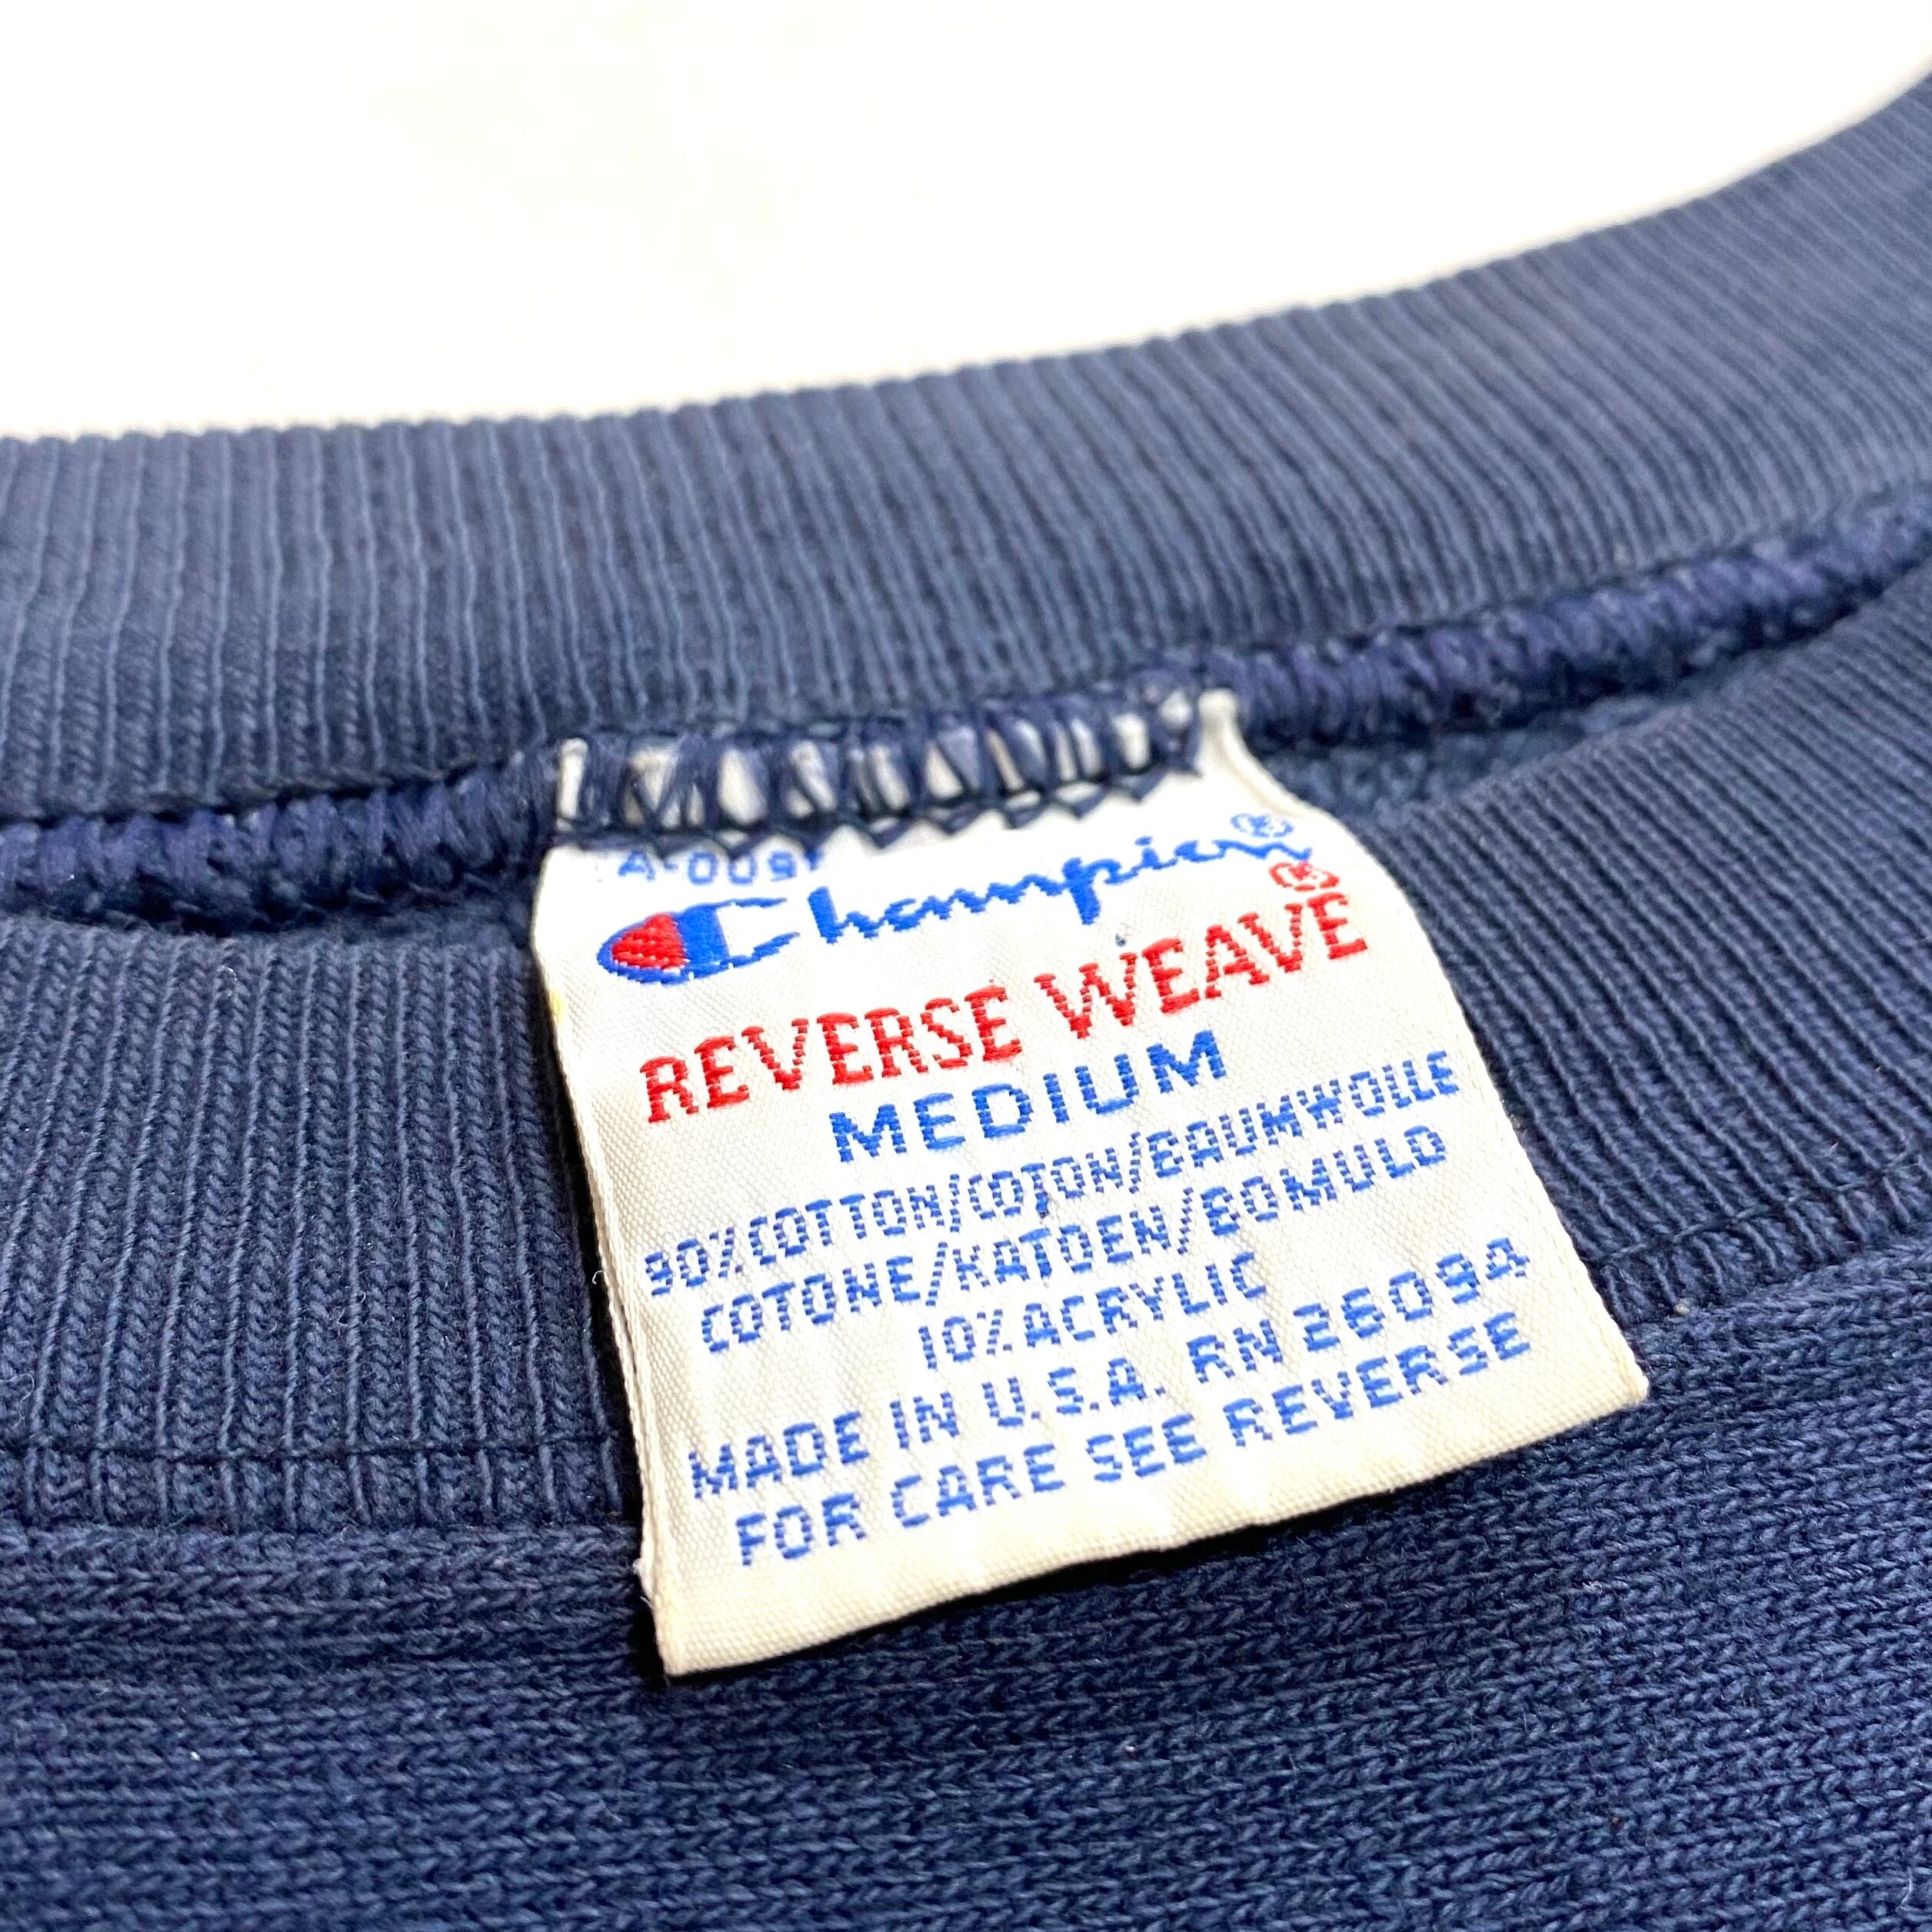 Champion®
REVERSE WEAVE®
MEDIUM
90%COTTON/COTON/BAUMWOLLE
COTONE/KATOEN/BOMULD
10%ACRYLIC
MADE IN U.S.A. RN 26094
FOR CARE SEE REVERSE